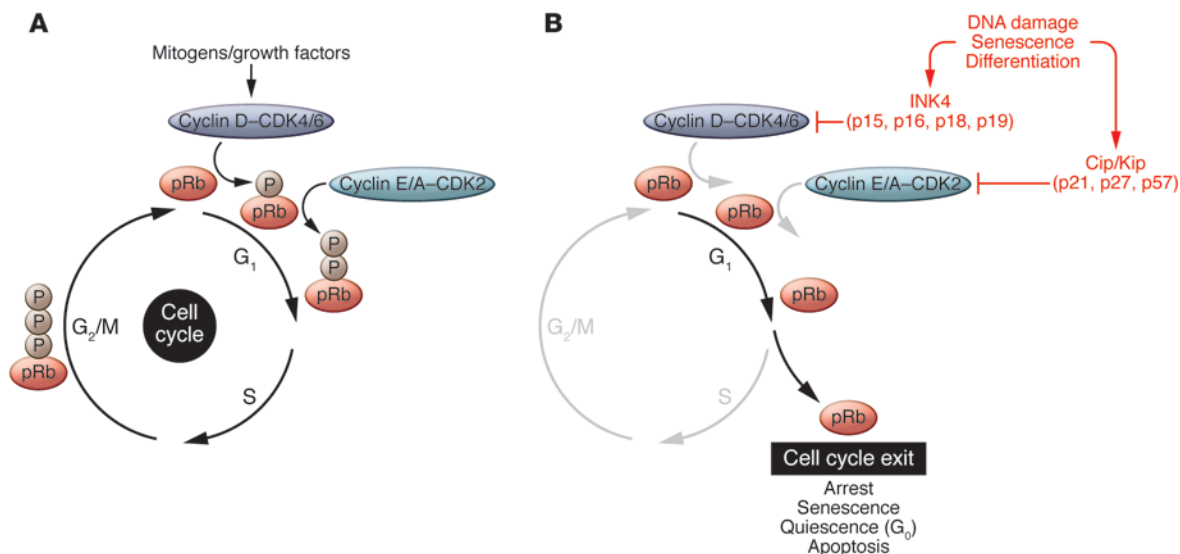 A
Mitogens/growth factors
Cyclin D–CDK4/6
pRb
P
pRb
Cyclin E/A–CDK2
P
P
pRb
G₁
Cell
cycle
G₂/M
P
P
P
pRb
S
B
DNA damage
Senescence
Differentiation
INK4
(p15, p16, p18, p19)
Cyclin D–CDK4/6
Cip/Kip
(p21, p27, p57)
Cyclin E/A–CDK2
pRb
pRb
G₁
pRb
G₂/M
S
pRb
Cell cycle exit
Arrest
Senescence
Quiescence (G₀)
Apoptosis